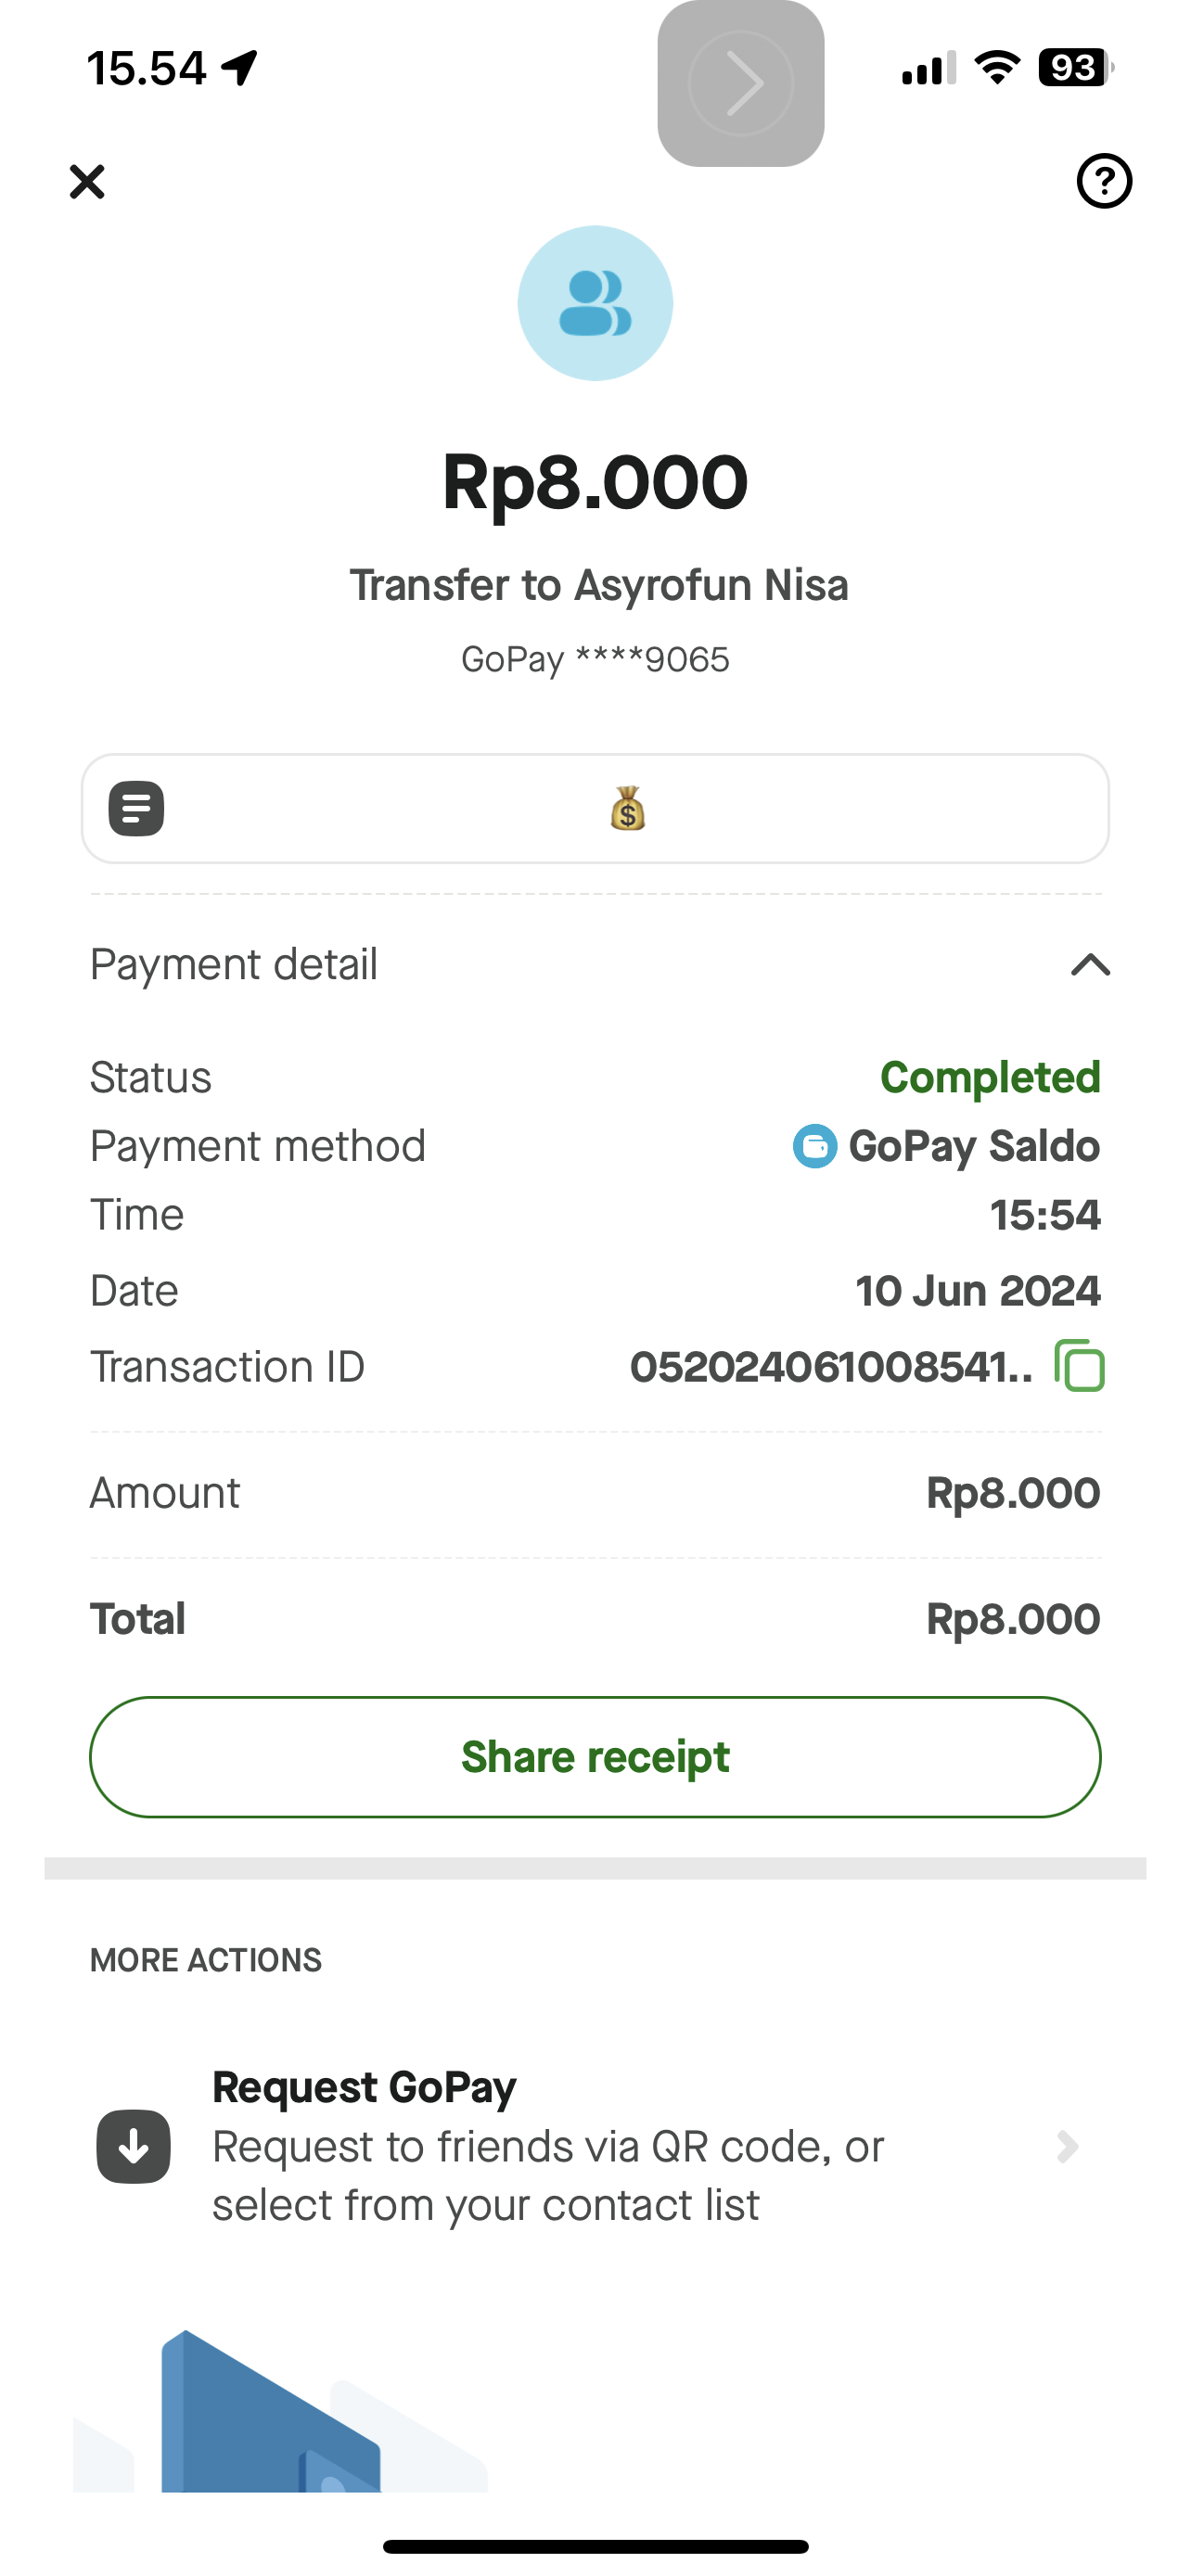 15.54
93
?
Rp8.000
Transfer to Asyrofun Nisa
GoPay ****9065
💰
Payment detail
Status Completed
Payment method GoPay Saldo
Time 15:54
Date 10 Jun 2024
Transaction ID 052024061008541..
Amount Rp8.000
Total Rp8.000
Share receipt
MORE ACTIONS
Request GoPay
Request to friends via QR code, or
select from your contact list